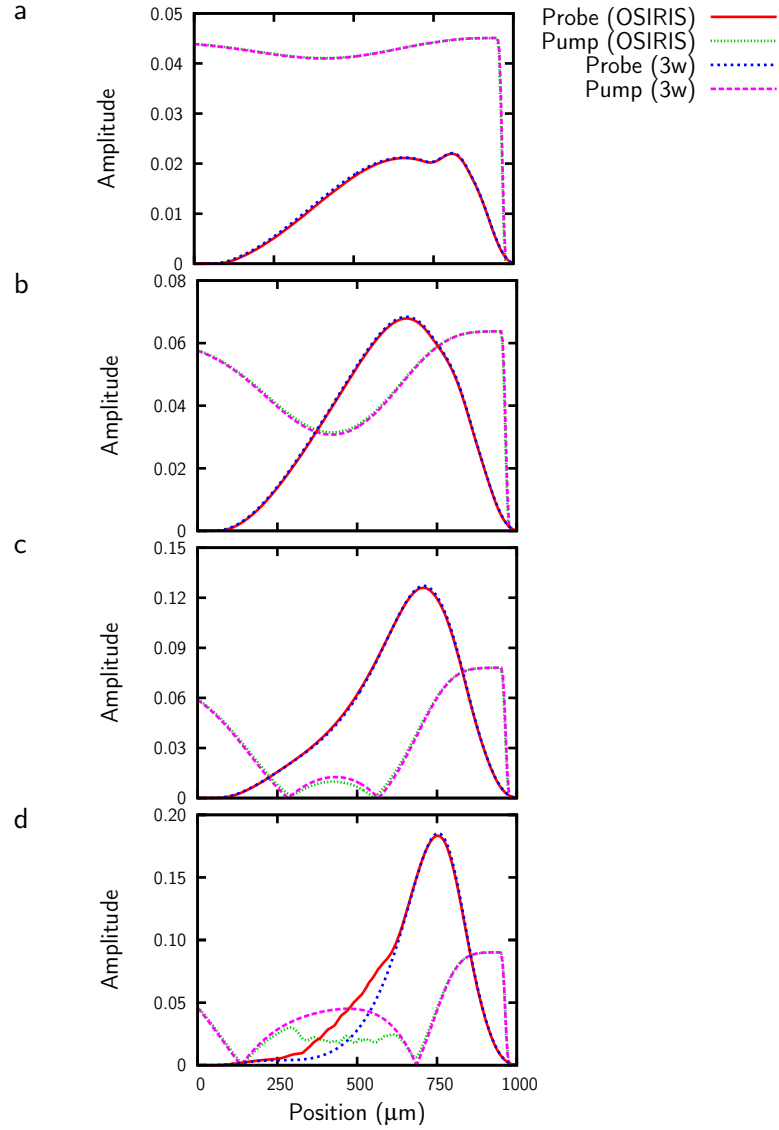 a
Probe (OSIRIS)
Pump (OSIRIS)
Probe (3w)
Pump (3w)
0.05
0.04
0.03
0.02
0.01
0
Amplitude
b
0.08
0.06
0.04
0.02
0
Amplitude
c
0.15
0.12
0.09
0.06
0.03
0
Amplitude
d
0.20
0.15
0.10
0.05
0
Amplitude
0 250 500 750 1000
Position (μm)